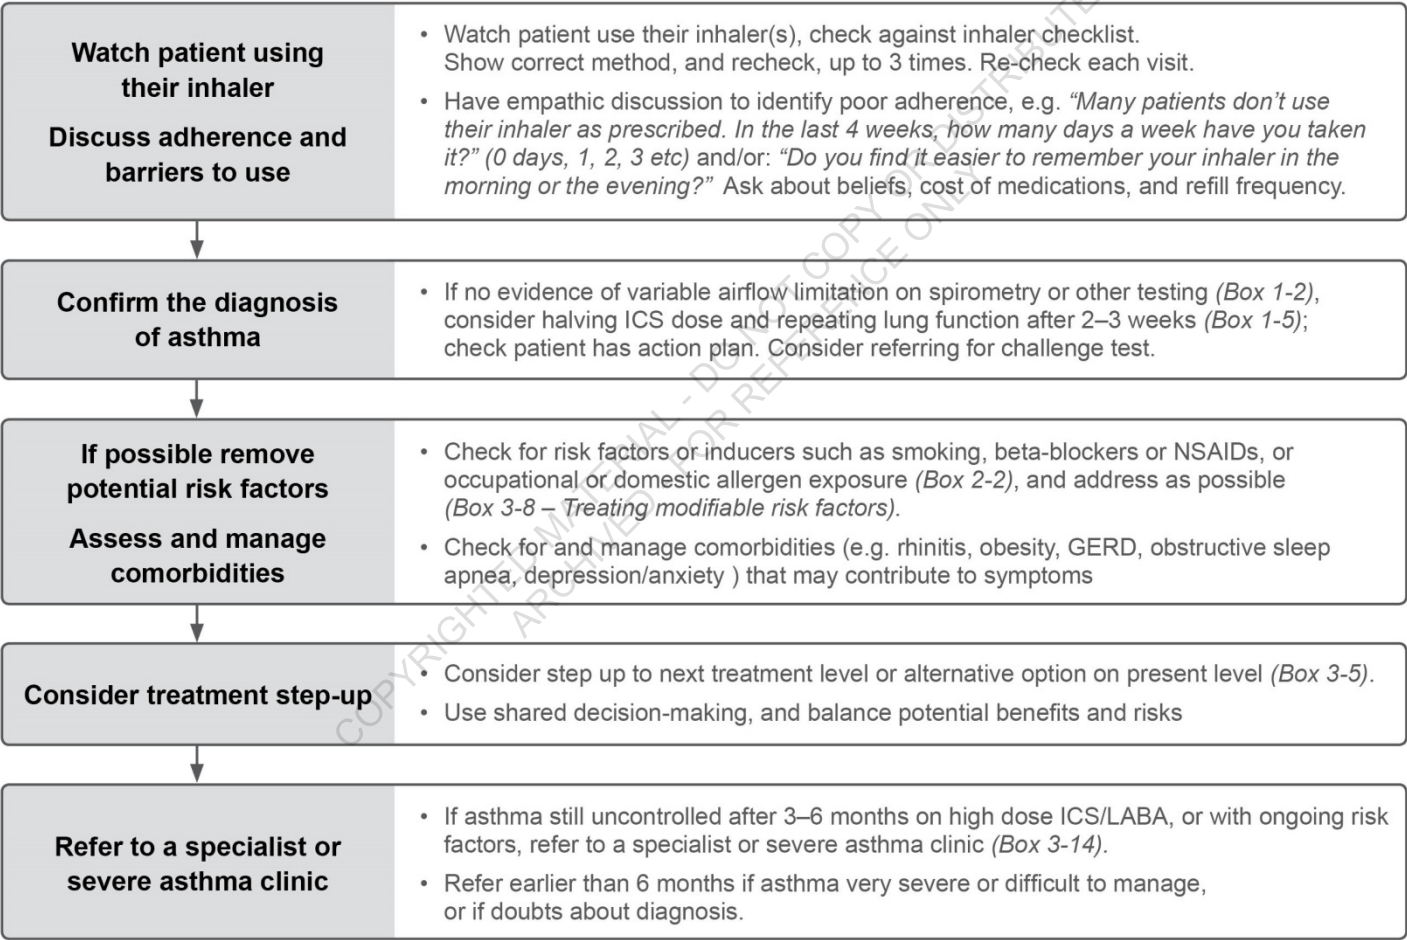 Watch patient using
their inhaler
Discuss adherence and
barriers to use
• Watch patient use their inhaler(s), check against inhaler checklist.
Show correct method, and recheck, up to 3 times. Re-check each visit.
• Have empathic discussion to identify poor adherence, e.g. “Many patients don’t use
their inhaler as prescribed. In the last 4 weeks, how many days a week have you taken
it?” (0 days, 1, 2, 3 etc) and/or: “Do you find it easier to remember your inhaler in the
morning or the evening?” Ask about beliefs, cost of medications, and refill frequency.
Confirm the diagnosis
of asthma
• If no evidence of variable airflow limitation on spirometry or other testing (Box 1-2),
consider halving ICS dose and repeating lung function after 2–3 weeks (Box 1-5);
check patient has action plan. Consider referring for challenge test.
If possible remove
potential risk factors
Assess and manage
comorbidities
• Check for risk factors or inducers such as smoking, beta-blockers or NSAIDs, or
occupational or domestic allergen exposure (Box 2-2), and address as possible
(Box 3-8 – Treating modifiable risk factors).
• Check for and manage comorbidities (e.g. rhinitis, obesity, GERD, obstructive sleep
apnea, depression/anxiety ) that may contribute to symptoms
Consider treatment step-up
• Consider step up to next treatment level or alternative option on present level (Box 3-5).
• Use shared decision-making, and balance potential benefits and risks
Refer to a specialist or
severe asthma clinic
• If asthma still uncontrolled after 3–6 months on high dose ICS/LABA, or with ongoing risk
factors, refer to a specialist or severe asthma clinic (Box 3-14).
• Refer earlier than 6 months if asthma very severe or difficult to manage,
or if doubts about diagnosis.
COPYRIGHTED MATERIAL - DO NOT COPY OR DISTRIBUTE
ARCHIVED FOR REFERENCE ONLY